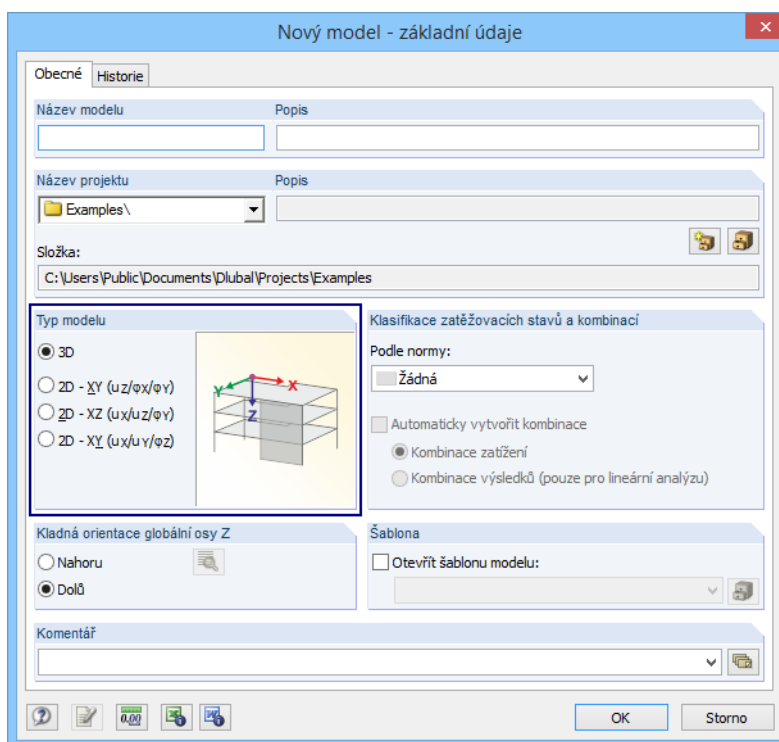 Nový model - základní údaje
Obecné Historie
Název modelu Popis
Název projektu Popis
Examples\
Složka:
C:\Users\Public\Documents\Dlubal\Projects\Examples
Typ modelu
3D
2D - XY (uz/φx/φY)
2D - XZ (ux/uz/φY)
2D - XY (ux/uY/φz)
Y X
Z
Klasifikace zatěžovacích stavů a kombinací
Podle normy:
Žádná
Automaticky vytvořit kombinace
Kombinace zatížení
Kombinace výsledků (pouze pro lineární analýzu)
Kladná orientace globální osy Z
Nahoru
Dolů
Šablona
Otevřít šablonu modelu:
Komentář
0,00
OK Storno